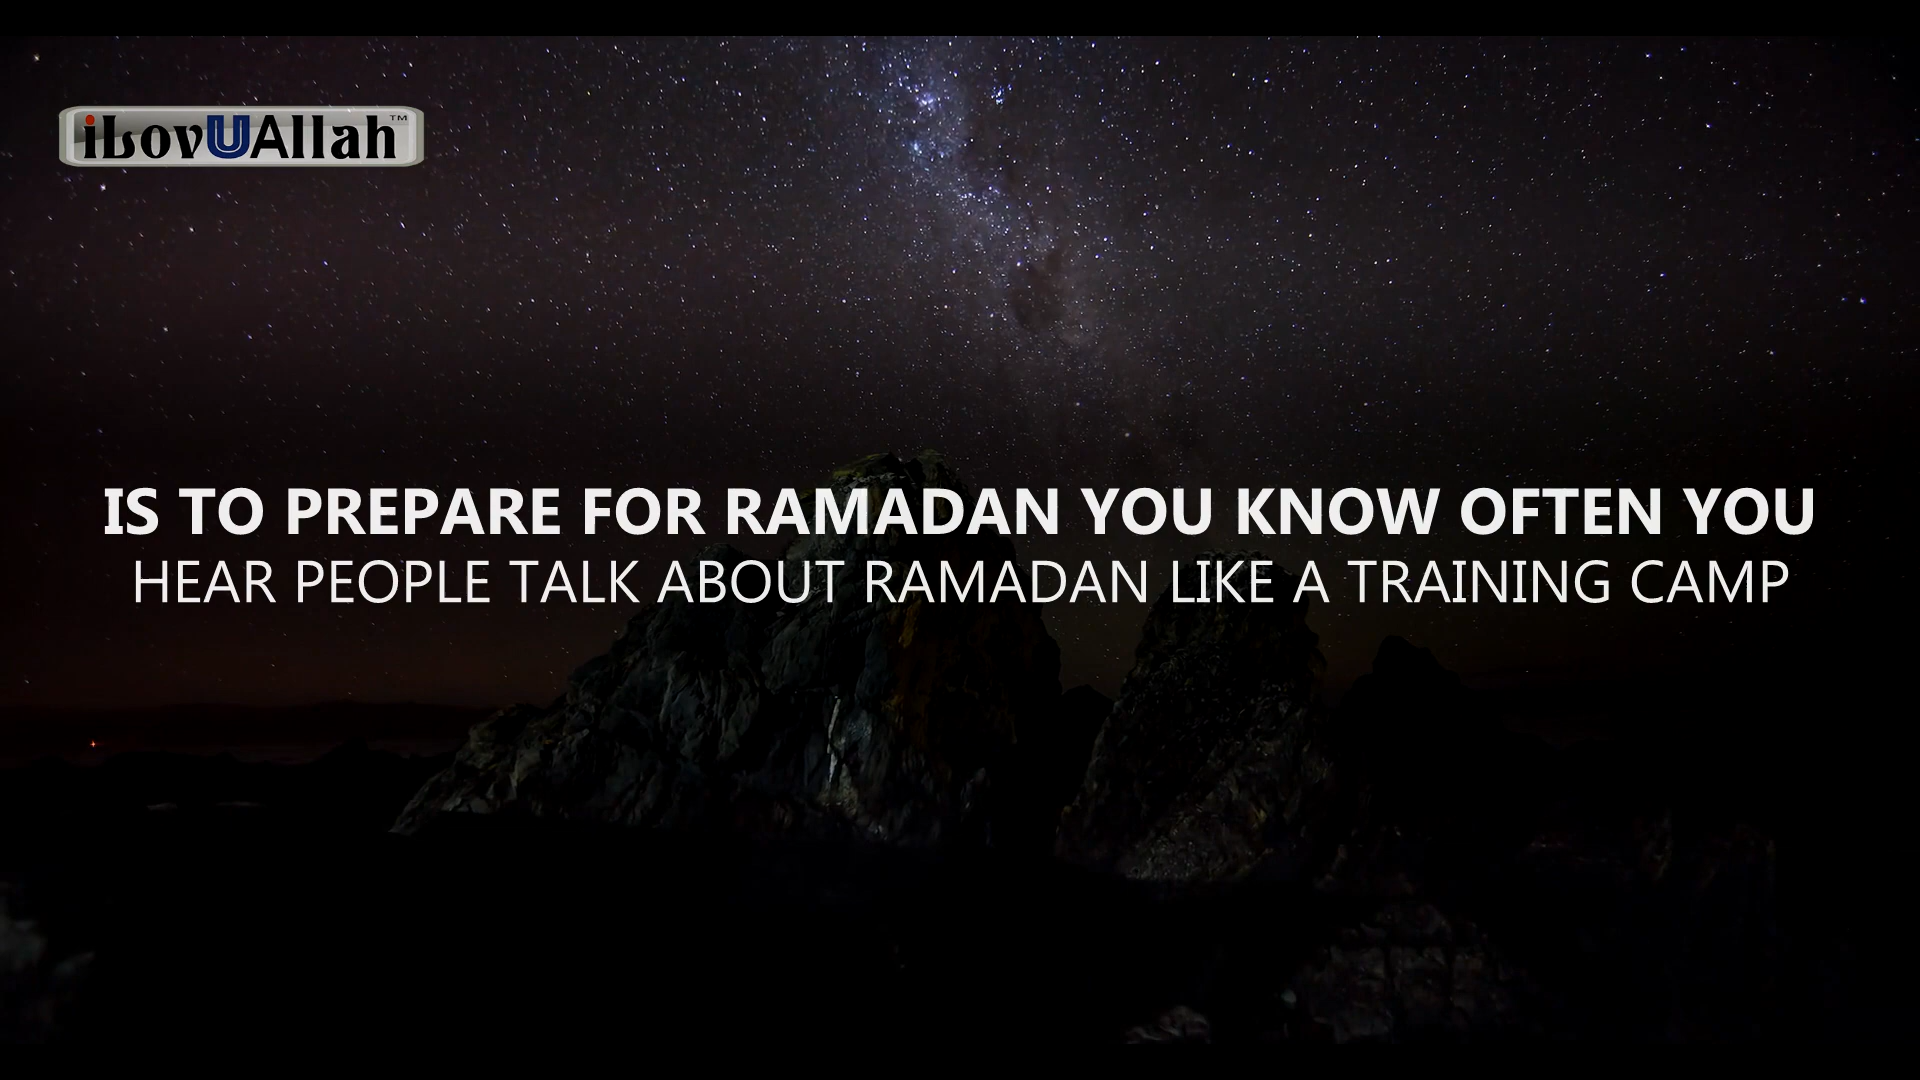 iLovUAllah™
IS TO PREPARE FOR RAMADAN YOU KNOW OFTEN YOU
HEAR PEOPLE TALK ABOUT RAMADAN LIKE A TRAINING CAMP